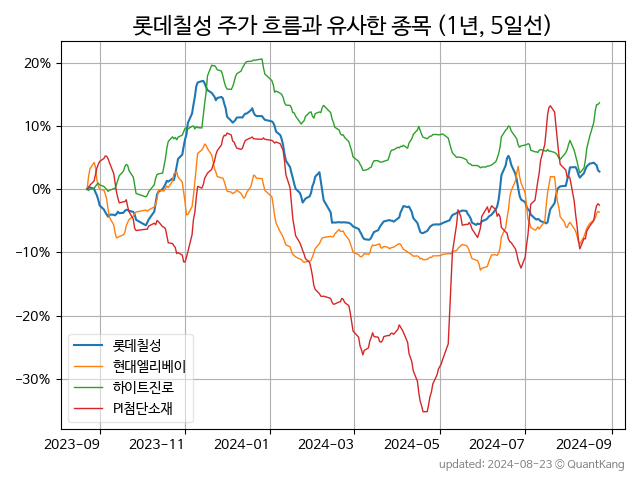 롯데칠성 주가 흐름과 유사한 종목 (1년, 5일선)
20%
10%
0%
−10%
−20%
−30%
롯데칠성
현대엘리베이
하이트진로
PI첨단소재
2023-09
2023-11
2024-01
2024-03
2024-05
2024-07
2024-09
updated: 2024-08-23 © QuantKang